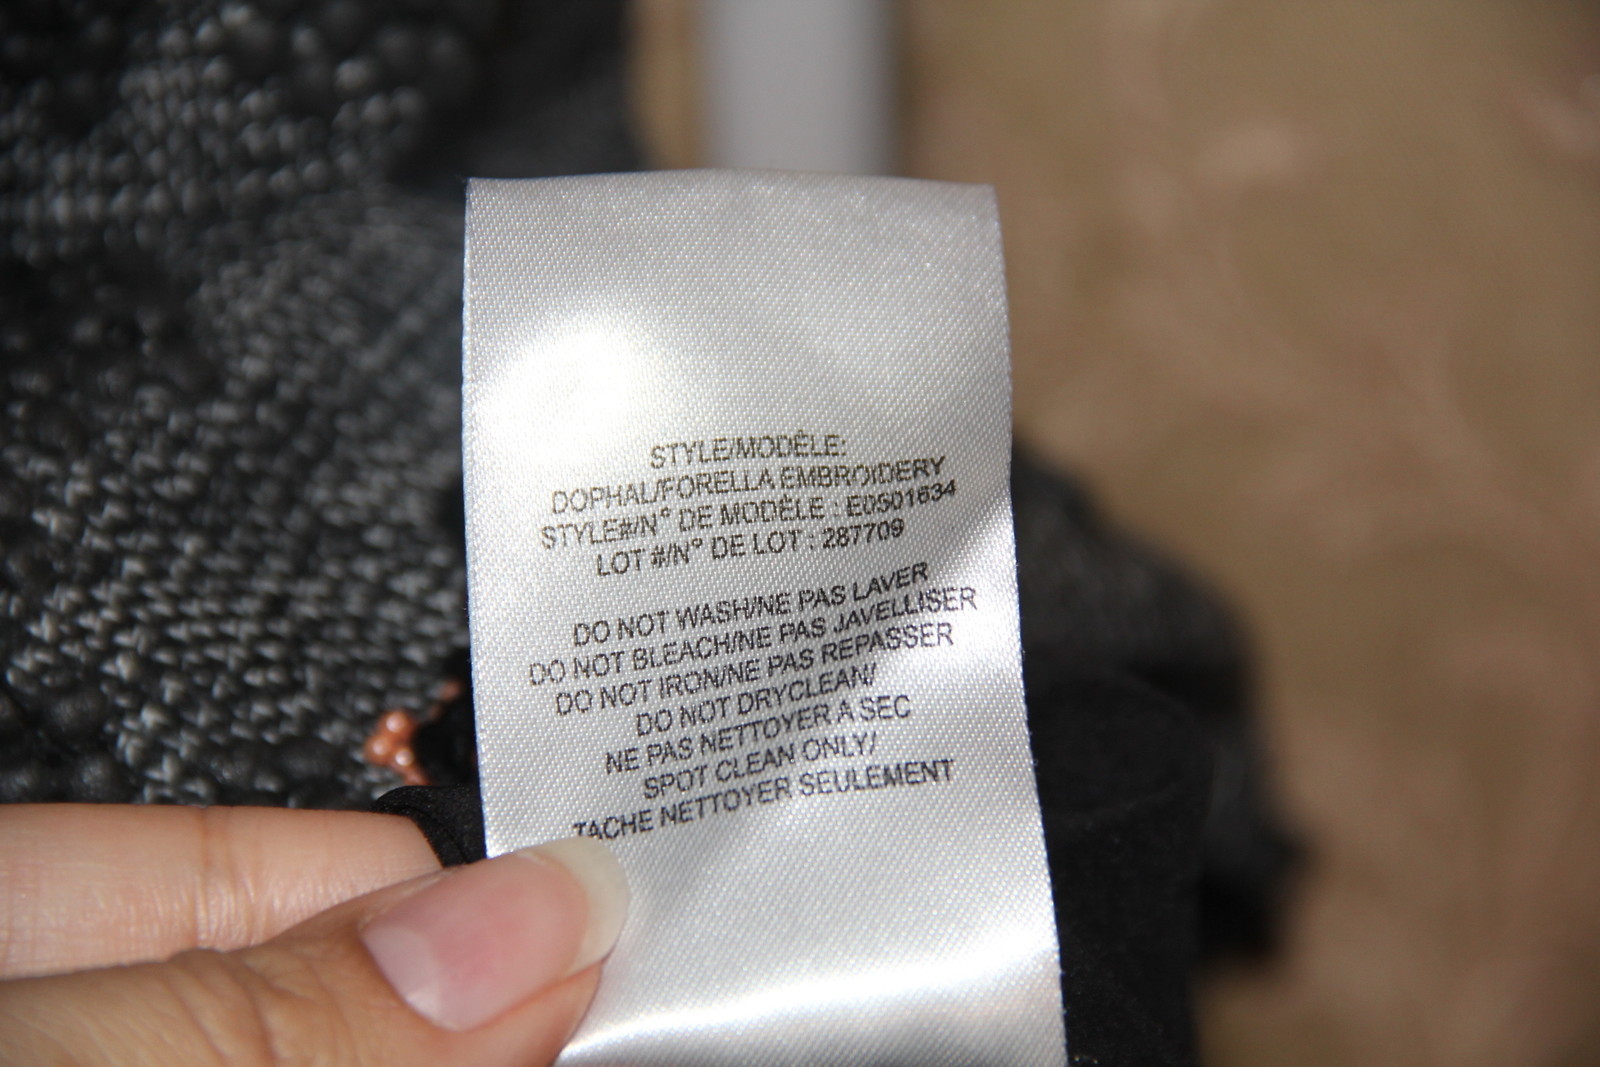 STYLE/MODÈLE:
DOPHAL/FORELLA EMBROIDERY
STYLE#/N° DE MODÈLE : E0501634
LOT #/N° DE LOT : 287709
DO NOT WASH/NE PAS LAVER
DO NOT BLEACH/NE PAS JAVELLISER
DO NOT IRON/NE PAS REPASSER
DO NOT DRYCLEAN/
NE PAS NETTOYER A SEC
SPOT CLEAN ONLY/
TACHE NETTOYER SEULEMENT